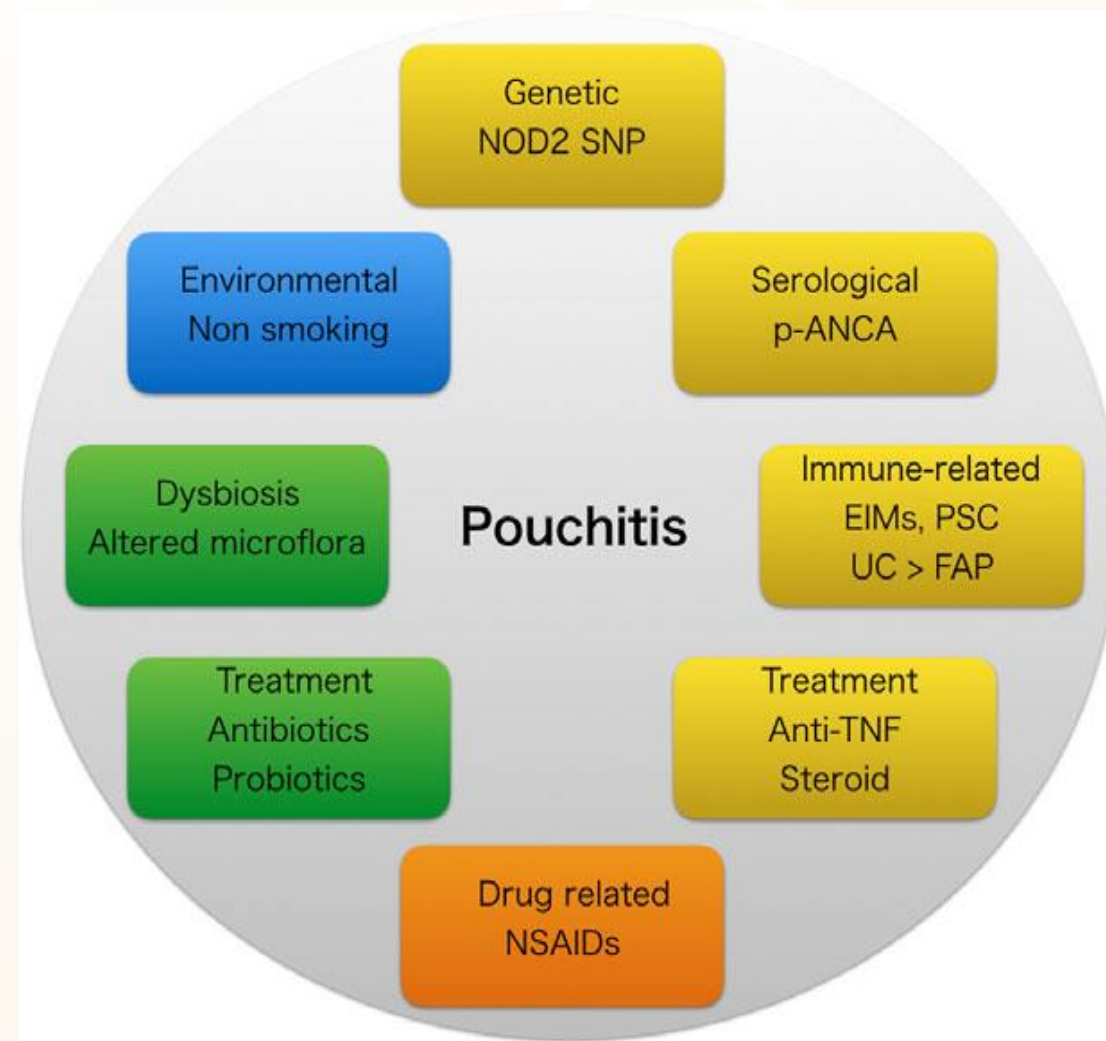 Genetic
NOD2 SNP
Environmental
Non smoking
Serological
p-ANCA
Dysbiosis
Altered microflora
Pouchitis
Immune-related
EIMs, PSC
UC > FAP
Treatment
Antibiotics
Probiotics
Treatment
Anti-TNF
Steroid
Drug related
NSAIDs